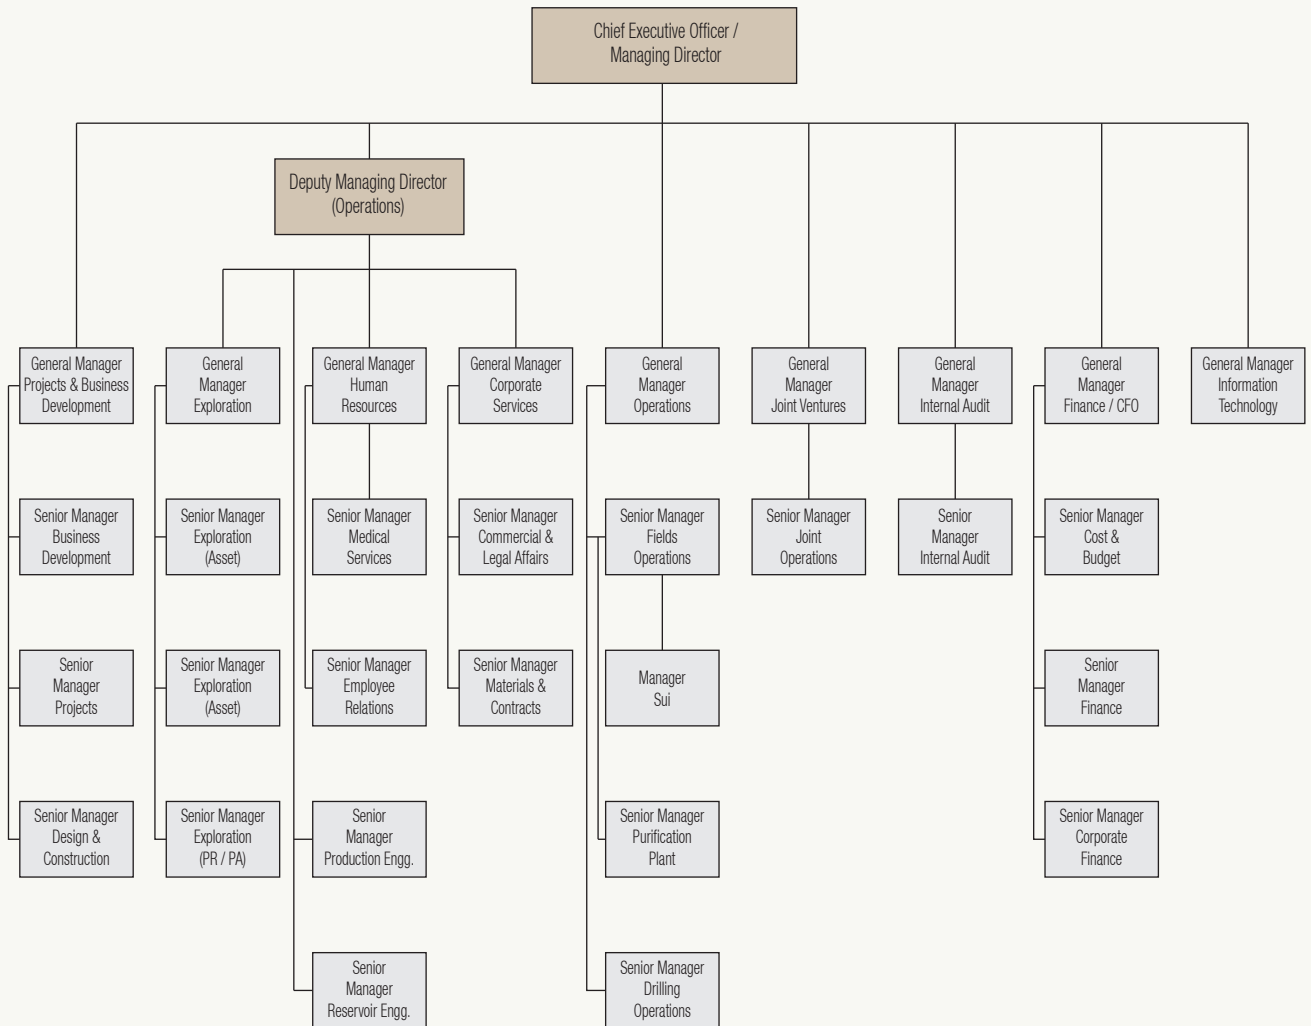 Chief Executive Officer /
Managing Director
Deputy Managing Director
(Operations)
General Manager
Projects & Business
Development
General
Manager
Exploration
General Manager
Human
Resources
General Manager
Corporate
Services
General
Manager
Operations
General
Manager
Joint Ventures
General
Manager
Internal Audit
General
Manager
Finance / CFO
General Manager
Information
Technology
Senior Manager
Business
Development
Senior Manager
Exploration
(Asset)
Senior Manager
Medical
Services
Senior Manager
Commercial &
Legal Affairs
Senior Manager
Fields
Operations
Senior Manager
Joint
Operations
Senior
Manager
Internal Audit
Senior Manager
Cost &
Budget
Senior
Manager
Projects
Senior Manager
Exploration
(Asset)
Senior Manager
Employee
Relations
Senior Manager
Materials &
Contracts
Manager
Sui
Senior
Manager
Finance
Senior Manager
Design &
Construction
Senior Manager
Exploration
(PR / PA)
Senior
Manager
Production Engg.
Senior Manager
Purification
Plant
Senior Manager
Corporate
Finance
Senior
Manager
Reservoir Engg.
Senior Manager
Drilling
Operations